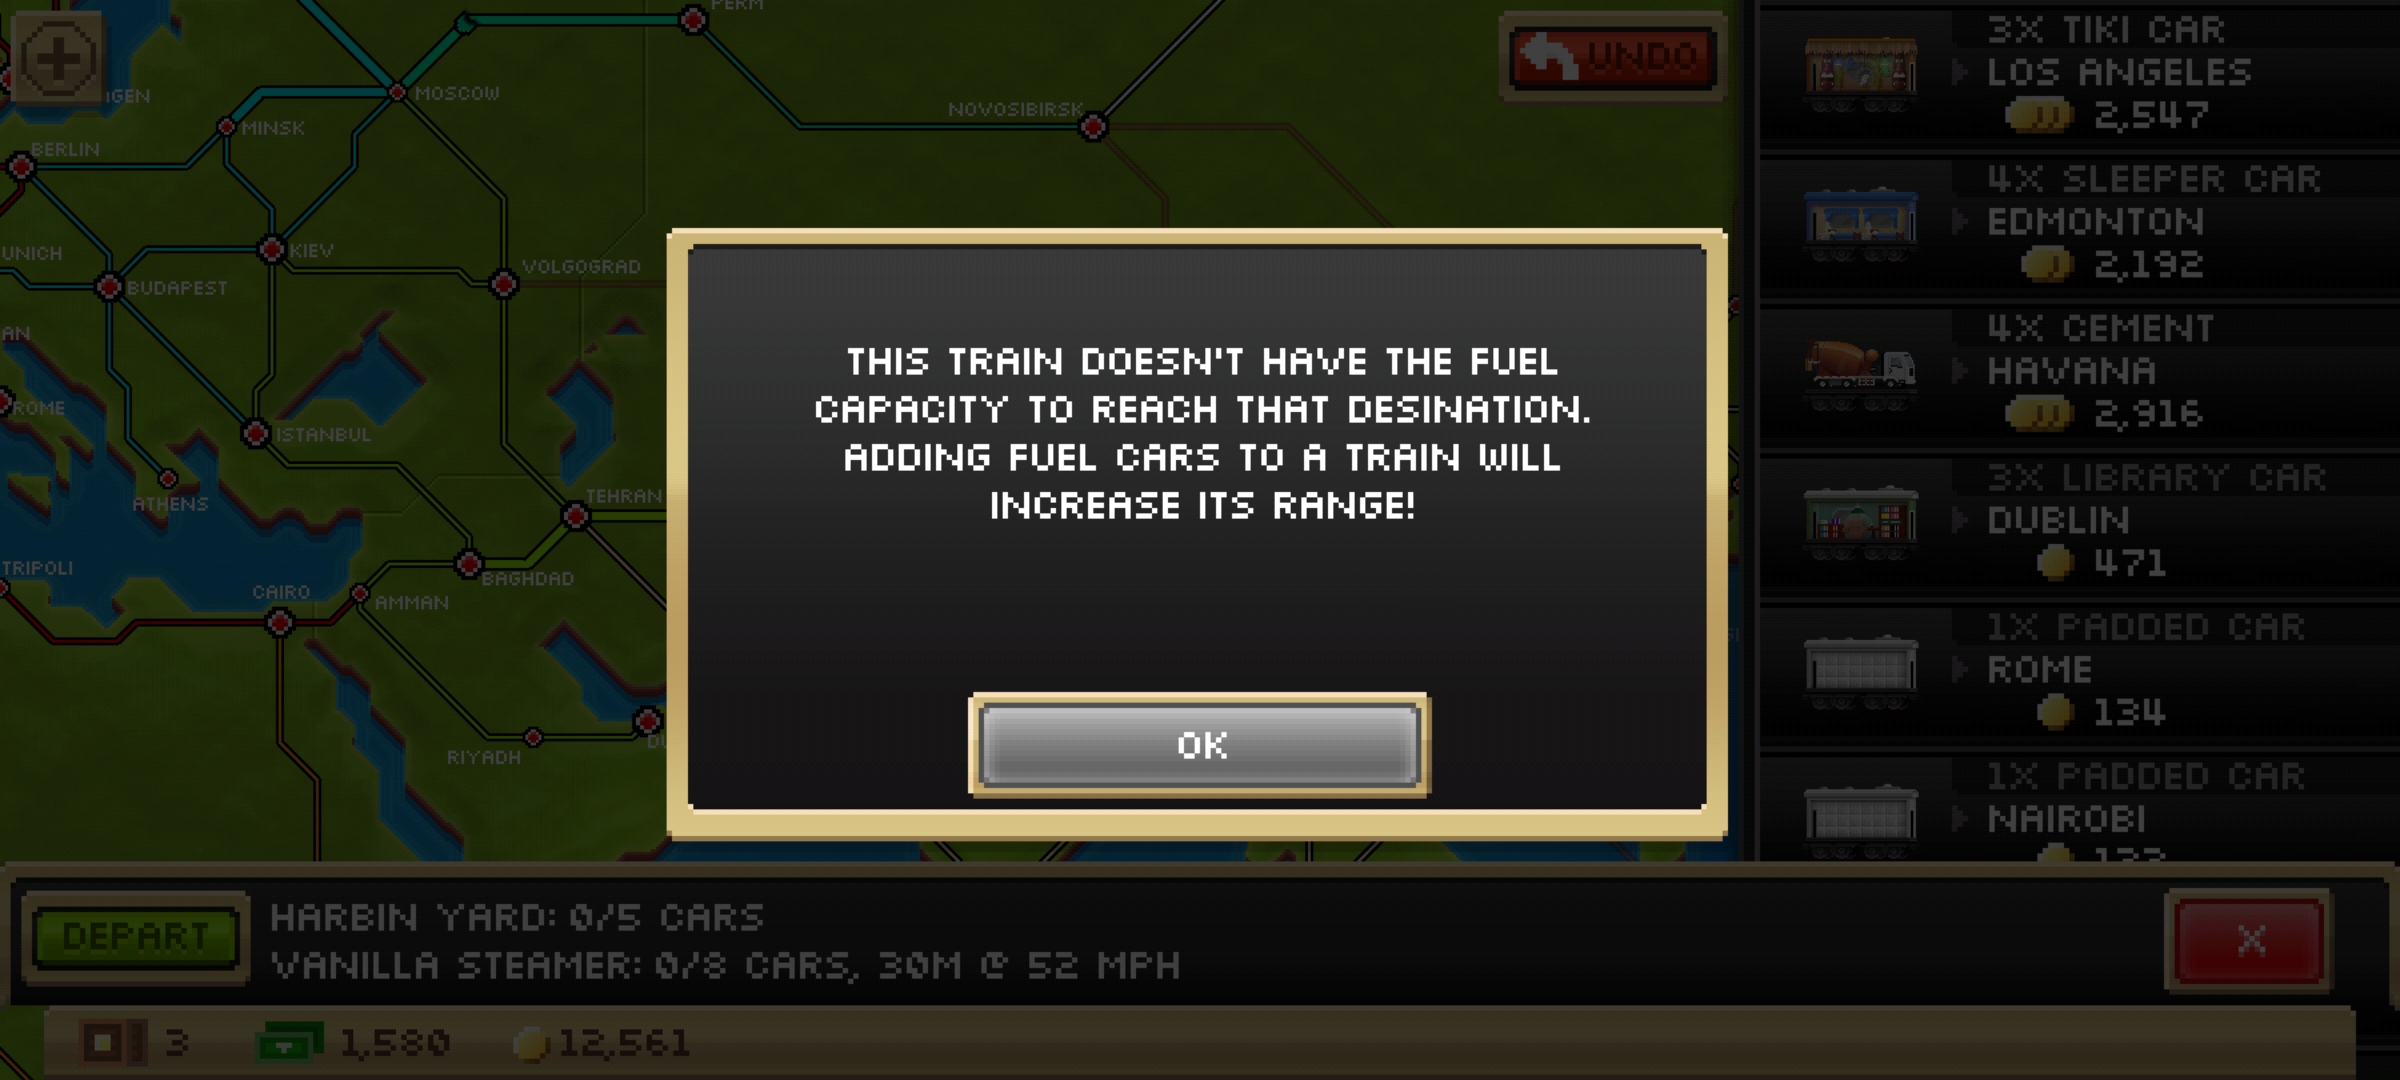 PERM
UNDO
IGEN
MOSCOW
MINSK
NOVOSIBIRSK
BERLIN
UNICH
KIEV
VOLGOGRAD
BUDAPEST
AN
ROME
ISTANBUL
ATHENS
TEHRAN
TRIPOLI
BAGHDAD
CAIRO
AMMAN
RIYADH
DU
THIS TRAIN DOESN'T HAVE THE FUEL
CAPACITY TO REACH THAT DESINATION.
ADDING FUEL CARS TO A TRAIN WILL
INCREASE ITS RANGE!
OK
3X TIKI CAR
LOS ANGELES
2,547
4X SLEEPER CAR
EDMONTON
2,192
4X CEMENT
HAVANA
2,916
3X LIBRARY CAR
DUBLIN
471
1X PADDED CAR
ROME
134
1X PADDED CAR
NAIROBI
DEPART
HARBIN YARD: 0/5 CARS
VANILLA STEAMER: 0/8 CARS, 30M @ 52 MPH
X
3
1,580
12,561